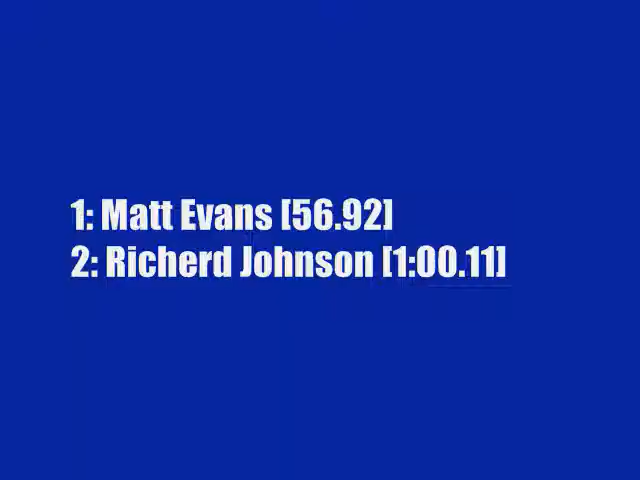 1: Matt Evans [56.92]
2: Richerd Johnson [1:00.11]